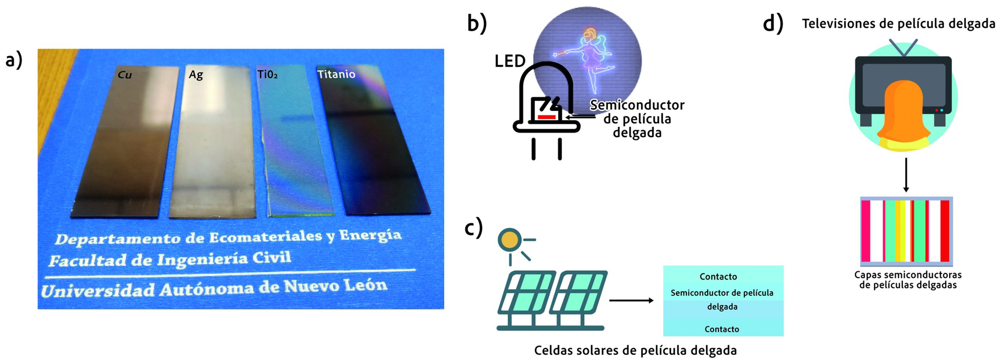 a)
Cu
Ag
Ti0₂
Titanio
Departamento de Ecomateriales y Energía
Facultad de Ingeniería Civil
Universidad Autónoma de Nuevo León
b)
LED
Semiconductor
de película
delgada
c)
Contacto
Semiconductor de película
delgada
Contacto
Celdas solares de película delgada
d)
Televisiones de película delgada
Capas semiconductoras
de películas delgadas